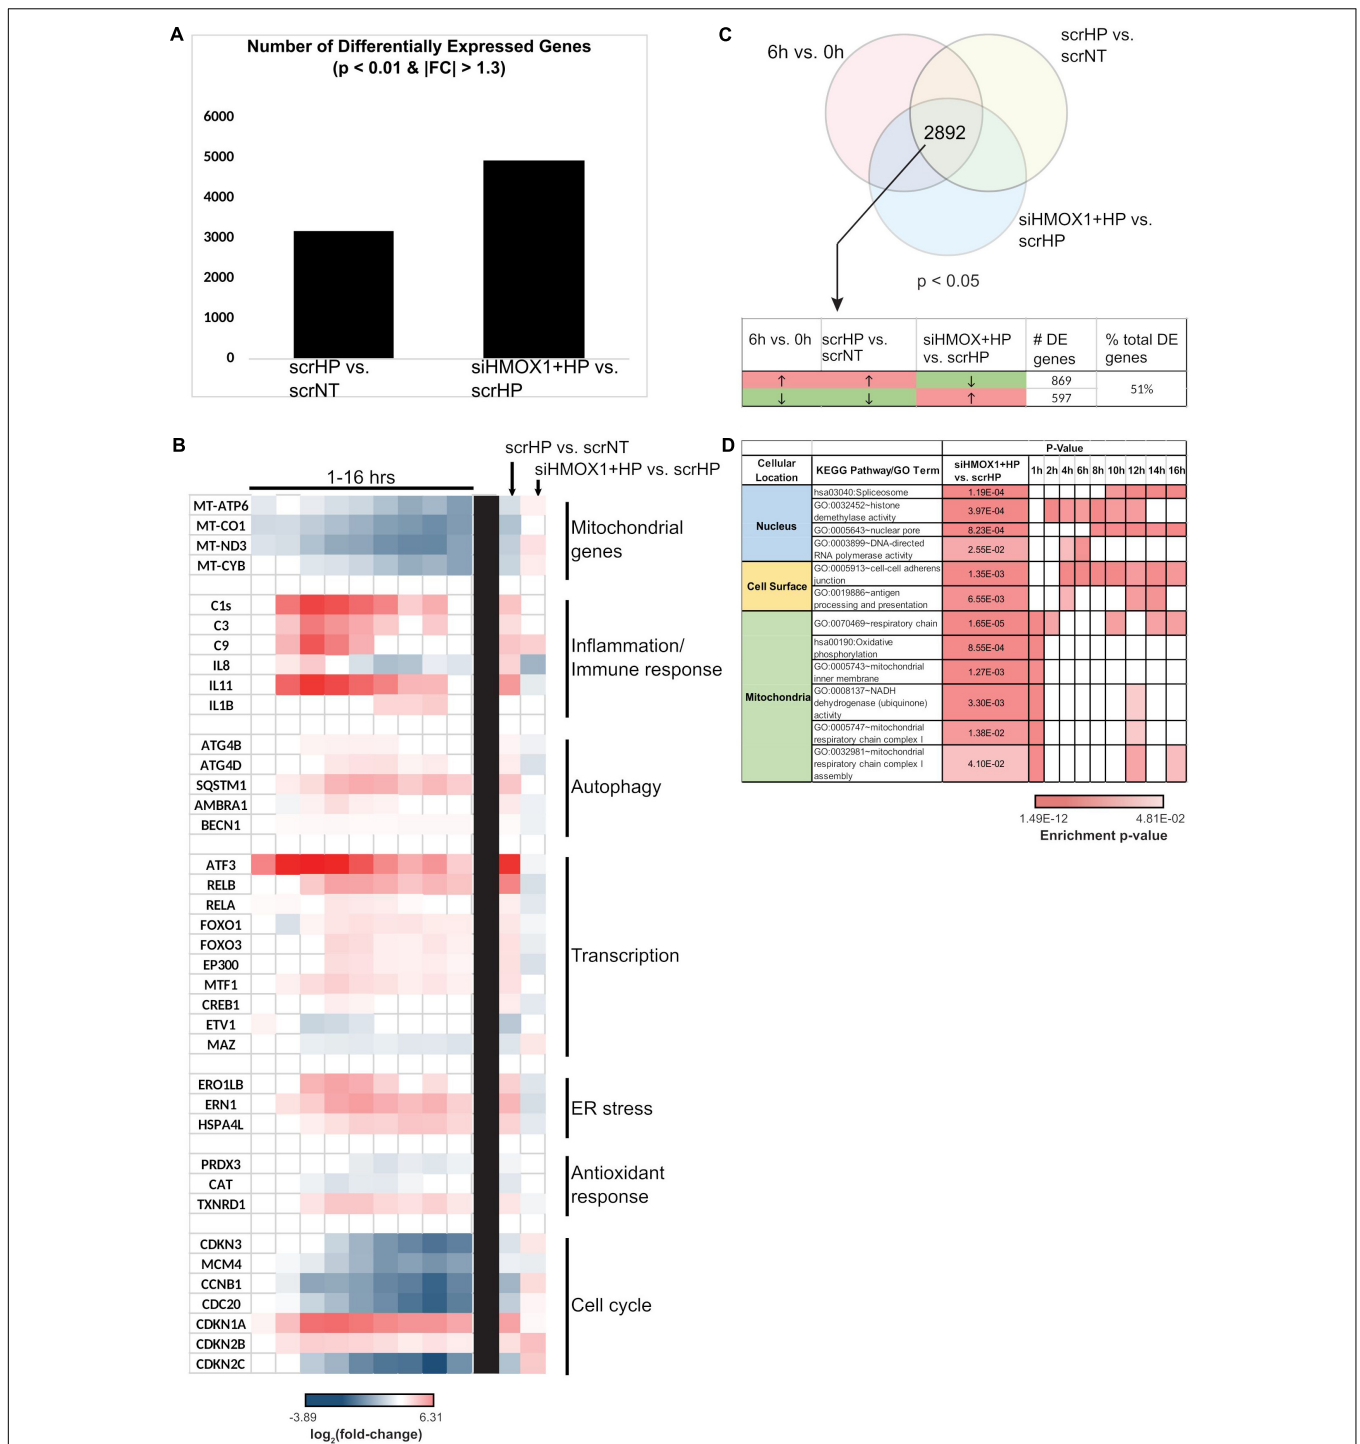 A
Number of Differentially Expressed Genes
(p < 0.01 & |FC| > 1.3)
6000
5000
4000
3000
2000
1000
0
scrHP vs.
scrNT
siHMOX1+HP vs.
scrHP
C
6h vs. 0h
scrHP vs.
scrNT
2892
siHMOX1+HP vs.
scrHP
p < 0.05
6h vs. 0h
scrHP vs.
scrNT
siHMOX+HP
vs. scrHP
# DE
genes
% total DE
genes
↑ ↑ ↓ 869
↓ ↓ ↑ 597
51%
B
scrHP vs. scrNT
siHMOX1+HP vs. scrHP
1-16 hrs
MT-ATP6
MT-CO1
MT-ND3
MT-CYB
Mitochondrial
genes
C1s
C3
C9
IL8
IL11
IL1B
Inflammation/
Immune response
ATG4B
ATG4D
SQSTM1
AMBRA1
BECN1
Autophagy
ATF3
RELB
RELA
FOXO1
FOXO3
EP300
MTF1
CREB1
ETV1
MAZ
Transcription
ERO1LB
ERN1
HSPA4L
ER stress
PRDX3
CAT
TXNRD1
Antioxidant
response
CDKN3
MCM4
CCNB1
CDC20
CDKN1A
CDKN2B
CDKN2C
Cell cycle
-3.89 6.31
log2(fold-change)
D
P-Value
Cellular
Location
KEGG Pathway/GO Term
siHMOX1+HP
vs. scrHP
1h 2h 4h 6h 8h 10h 12h 14h 16h
Nucleus
hsa03040:Spliceosome
1.19E-04
GO:0032452~histone
demethylase activity
3.97E-04
GO:0005643~nuclear pore
8.23E-04
GO:0003899~DNA-directed
RNA polymerase activity
2.55E-02
Cell Surface
GO:0005913~cell-cell adherens
junction
1.35E-03
GO:0019886~antigen
processing and presentation
6.55E-03
Mitochondria
GO:0070469~respiratory chain
1.65E-05
hsa00190:Oxidative
phosphorylation
8.55E-04
GO:0005743~mitochondrial
inner membrane
1.27E-03
GO:0008137~NADH
dehydrogenase (ubiquinone)
activity
3.30E-03
GO:0005747~mitochondrial
respiratory chain complex I
1.38E-02
GO:0032981~mitochondrial
respiratory chain complex I
assembly
4.10E-02
1.49E-12 4.81E-02
Enrichment p-value